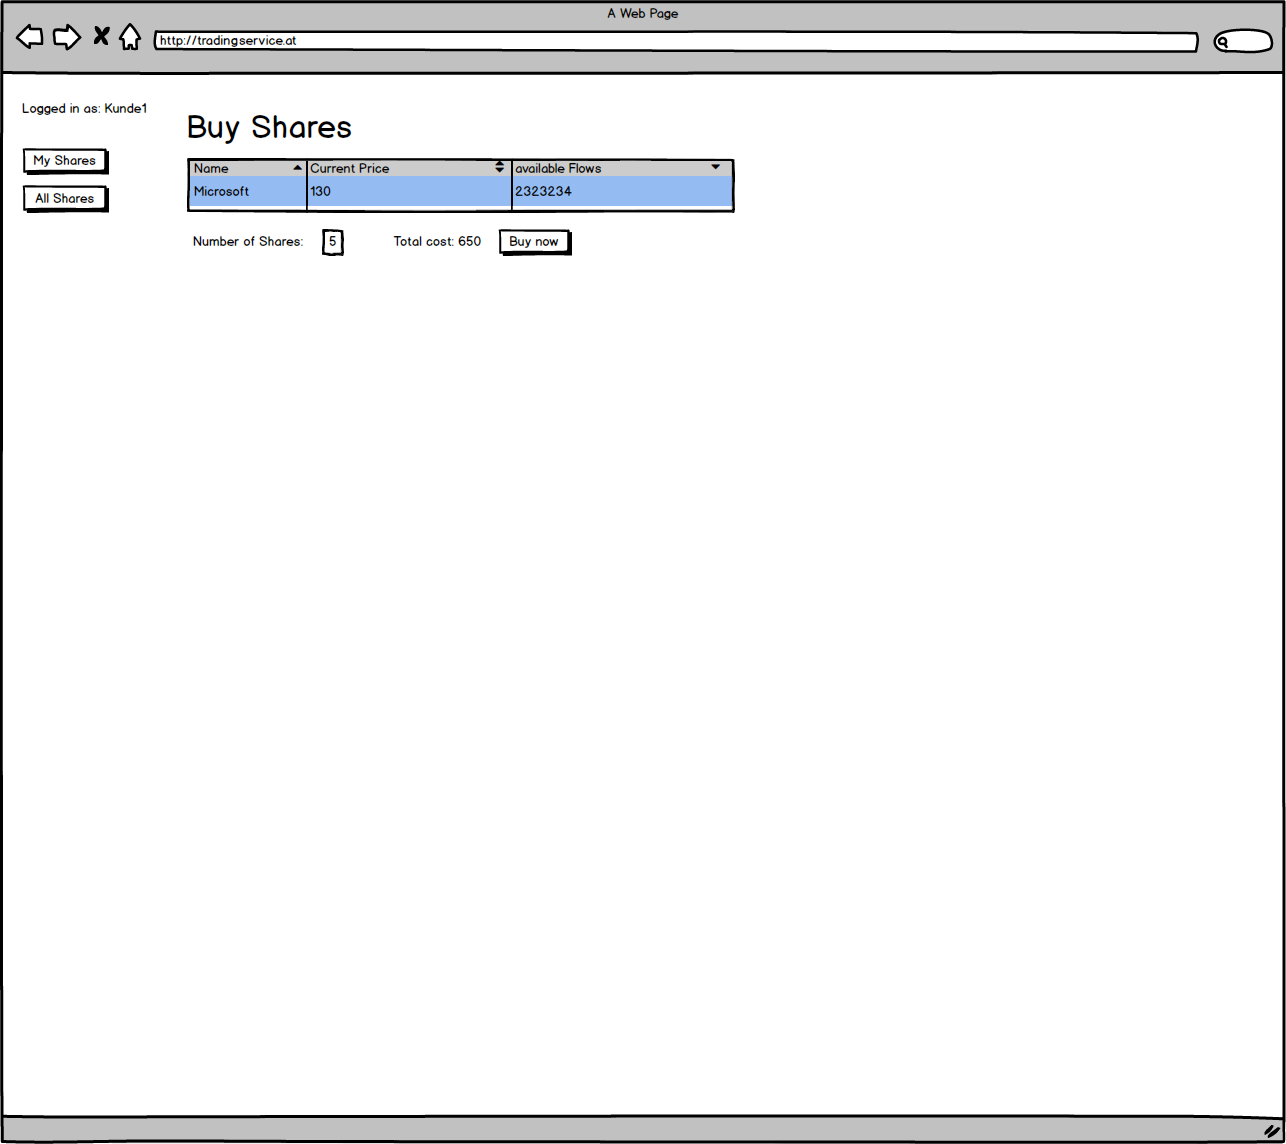 A Web Page
http://tradingservice.at
Logged in as: Kunde1
Buy Shares
My Shares
All Shares
Name Current Price available Flows
Microsoft 130 2323234
Number of Shares: 5 Total cost: 650 Buy now